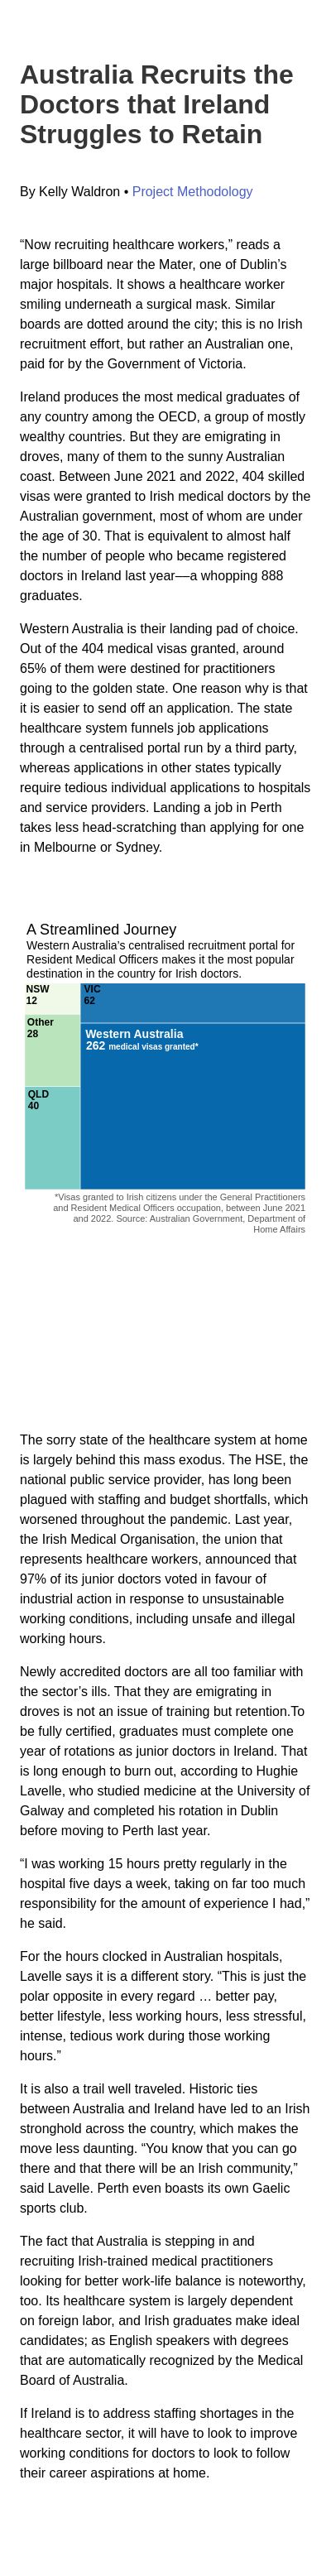 Australia Recruits the
Doctors that Ireland
Struggles to Retain
By Kelly Waldron • Project Methodology
“Now recruiting healthcare workers,” reads a
large billboard near the Mater, one of Dublin’s
major hospitals. It shows a healthcare worker
smiling underneath a surgical mask. Similar
boards are dotted around the city; this is no Irish
recruitment effort, but rather an Australian one,
paid for by the Government of Victoria.
Ireland produces the most medical graduates of
any country among the OECD, a group of mostly
wealthy countries. But they are emigrating in
droves, many of them to the sunny Australian
coast. Between June 2021 and 2022, 404 skilled
visas were granted to Irish medical doctors by the
Australian government, most of whom are under
the age of 30. That is equivalent to almost half
the number of people who became registered
doctors in Ireland last year—a whopping 888
graduates.
Western Australia is their landing pad of choice.
Out of the 404 medical visas granted, around
65% of them were destined for practitioners
going to the golden state. One reason why is that
it is easier to send off an application. The state
healthcare system funnels job applications
through a centralised portal run by a third party,
whereas applications in other states typically
require tedious individual applications to hospitals
and service providers. Landing a job in Perth
takes less head-scratching than applying for one
in Melbourne or Sydney.
A Streamlined Journey
Western Australia’s centralised recruitment portal for
Resident Medical Officers makes it the most popular
destination in the country for Irish doctors.
NSW
12
VIC
62
Other
28
Western Australia
262 medical visas granted*
QLD
40
*Visas granted to Irish citizens under the General Practitioners
and Resident Medical Officers occupation, between June 2021
and 2022. Source: Australian Government, Department of
Home Affairs
The sorry state of the healthcare system at home
is largely behind this mass exodus. The HSE, the
national public service provider, has long been
plagued with staffing and budget shortfalls, which
worsened throughout the pandemic. Last year,
the Irish Medical Organisation, the union that
represents healthcare workers, announced that
97% of its junior doctors voted in favour of
industrial action in response to unsustainable
working conditions, including unsafe and illegal
working hours.
Newly accredited doctors are all too familiar with
the sector’s ills. That they are emigrating in
droves is not an issue of training but retention.To
be fully certified, graduates must complete one
year of rotations as junior doctors in Ireland. That
is long enough to burn out, according to Hughie
Lavelle, who studied medicine at the University of
Galway and completed his rotation in Dublin
before moving to Perth last year.
“I was working 15 hours pretty regularly in the
hospital five days a week, taking on far too much
responsibility for the amount of experience I had,”
he said.
For the hours clocked in Australian hospitals,
Lavelle says it is a different story. “This is just the
polar opposite in every regard … better pay,
better lifestyle, less working hours, less stressful,
intense, tedious work during those working
hours.”
It is also a trail well traveled. Historic ties
between Australia and Ireland have led to an Irish
stronghold across the country, which makes the
move less daunting. “You know that you can go
there and that there will be an Irish community,”
said Lavelle. Perth even boasts its own Gaelic
sports club.
The fact that Australia is stepping in and
recruiting Irish-trained medical practitioners
looking for better work-life balance is noteworthy,
too. Its healthcare system is largely dependent
on foreign labor, and Irish graduates make ideal
candidates; as English speakers with degrees
that are automatically recognized by the Medical
Board of Australia.
If Ireland is to address staffing shortages in the
healthcare sector, it will have to look to improve
working conditions for doctors to look to follow
their career aspirations at home.